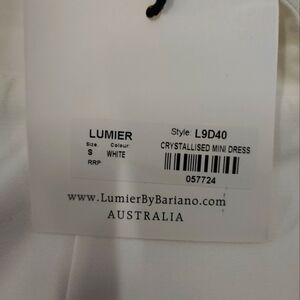 LUMIER
Style: L9D40
Size. Colour:
S WHITE
CRYSTALLISED MINI DRESS
RRP
057724
www.LumierByBariano.com
AUSTRALIA